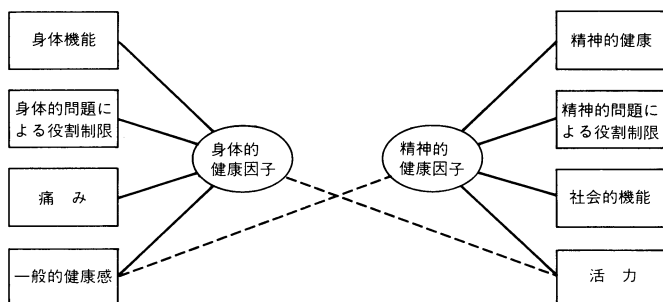 身体機能
身体的問題に
よる役割制限
痛み
一般的健康感
身体的
健康因子
精神的
健康因子
精神的健康
精神的問題に
よる役割制限
社会的機能
活力